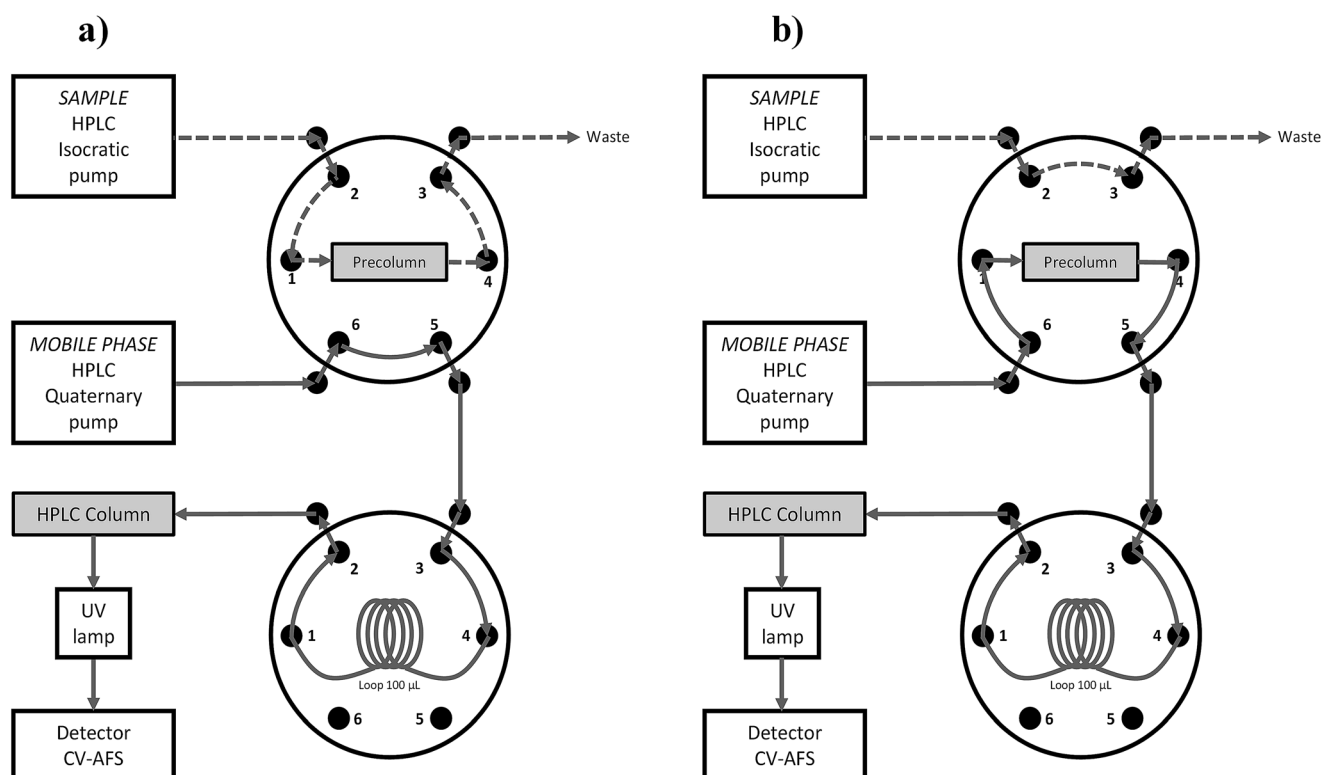 a)
SAMPLE
HPLC
Isocratic
pump
Waste
2
3
1
Precolumn
4
6
5
MOBILE PHASE
HPLC
Quaternary
pump
HPLC Column
2
3
UV
lamp
1
4
Loop 100 µL
6
5
Detector
CV-AFS
b)
SAMPLE
HPLC
Isocratic
pump
Waste
2
3
1
Precolumn
4
6
5
MOBILE PHASE
HPLC
Quaternary
pump
HPLC Column
2
3
UV
lamp
1
4
Loop 100 µL
6
5
Detector
CV-AFS